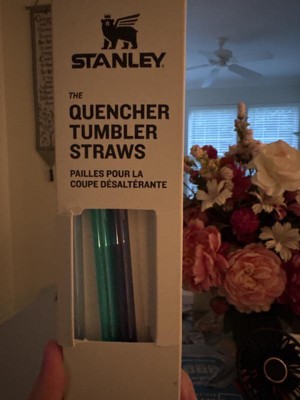 STANLEY
THE
QUENCHER
TUMBLER
STRAWS
PAILLES POUR LA
COUPE DÉSALTÉRANTE